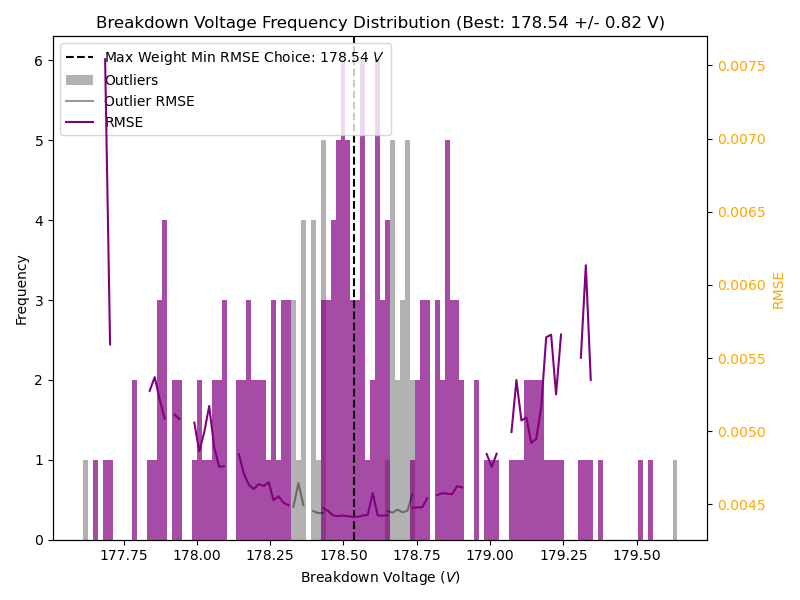 Breakdown Voltage Frequency Distribution (Best: 178.54 +/- 0.82 V)
Max Weight Min RMSE Choice: 178.54 V
Outliers
Outlier RMSE
RMSE
6
5
4
3
2
1
0
Frequency
0.0075
0.0070
0.0065
0.0060
0.0055
0.0050
0.0045
RMSE
177.75
178.00
178.25
178.50
178.75
179.00
179.25
179.50
Breakdown Voltage (V)